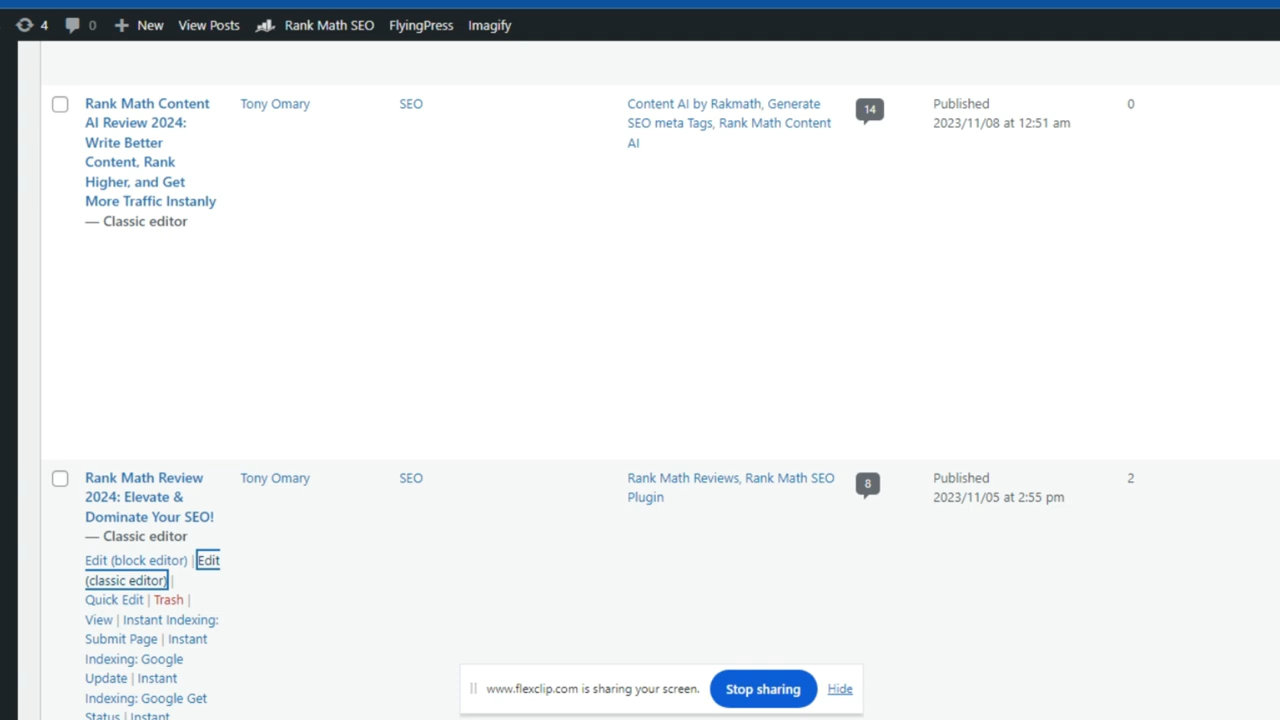 4 0 New View Posts Rank Math SEO FlyingPress Imagify
Rank Math Content Tony Omary SEO Content AI by Rakmath, Generate 14 Published 0
AI Review 2024: SEO meta Tags, Rank Math Content 2023/11/08 at 12:51 am
Write Better AI
Content, Rank
Higher, and Get
More Traffic Instanly
— Classic editor
Rank Math Review Tony Omary SEO Rank Math Reviews, Rank Math SEO 8 Published 2
2024: Elevate & Plugin 2023/11/05 at 2:55 pm
Dominate Your SEO!
— Classic editor
Edit (block editor) | Edit
(classic editor) |
Quick Edit | Trash |
View | Instant Indexing:
Submit Page | Instant
Indexing: Google
Update | Instant
Indexing: Google Get
Status | Instant
www.flexclip.com is sharing your screen. Stop sharing Hide